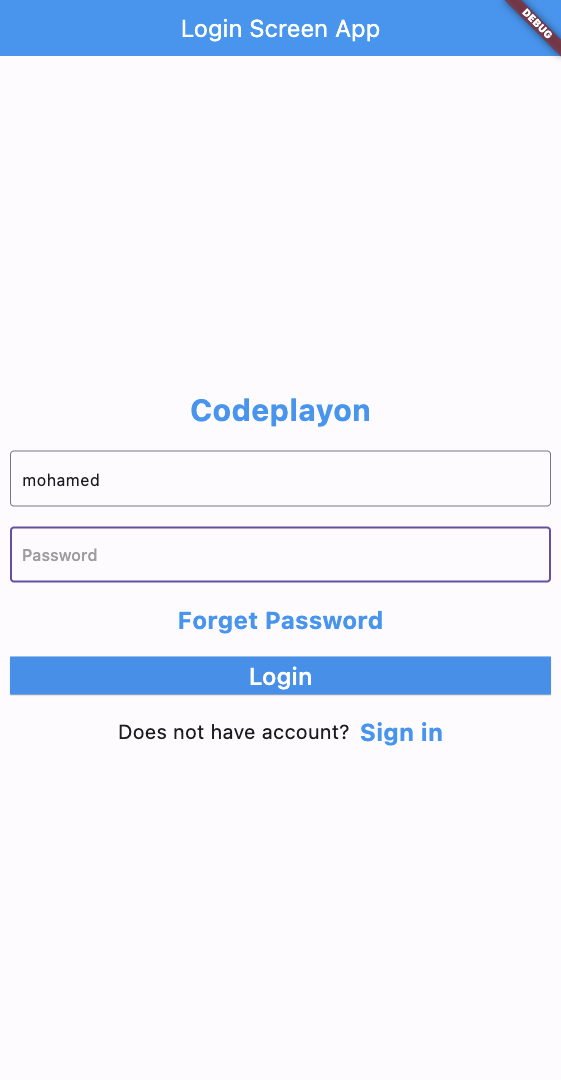 Login Screen App
DEBUG
Codeplayon
mohamed
Password
Forget Password
Login
Does not have account? Sign in